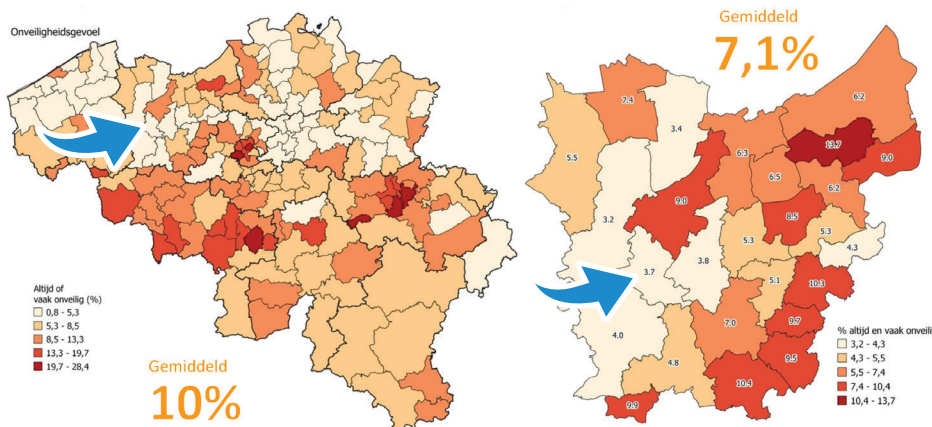 Onveiligheidsgevoel
Altijd of
vaak onveilig (%)
0,8 - 5,3
5,3 - 8,5
8,5 - 13,3
13,3 - 19,7
19,7 - 28,4
Gemiddeld
10%
Gemiddeld
7,1%
7.4
6.2
3.4
13.7
5.5
6.3
9.0
6.5
6.2
9.0
3.2
8.5
5.3
5.3
4.3
3.7
3.8
5.1
10.3
4.0
7.0
9.7
4.8
9.5
10.4
9.9
% altijd en vaak onveili
3,2 - 4,3
4,3 - 5,5
5,5 - 7,4
7,4 - 10,4
10,4 - 13,7